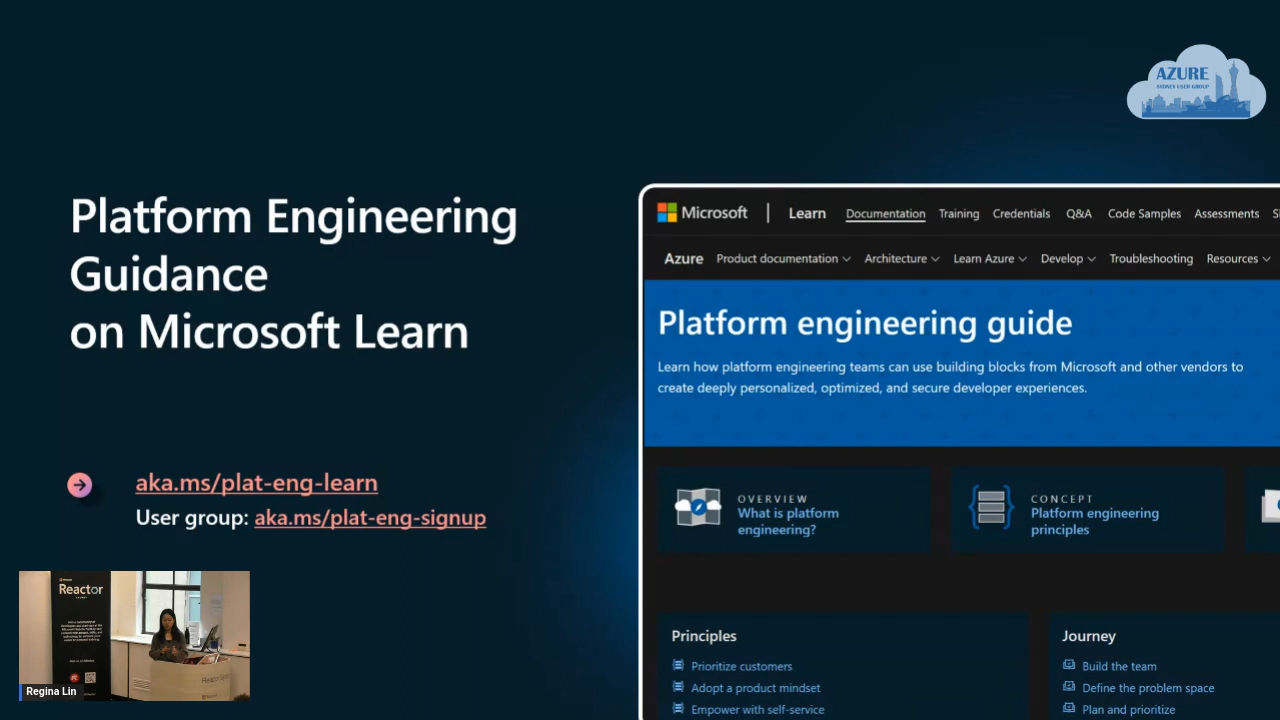 AZURE
SYDNEY USER GROUP
Platform Engineering
Guidance
on Microsoft Learn
aka.ms/plat-eng-learn
User group: aka.ms/plat-eng-signup
Microsoft | Learn Documentation Training Credentials Q&A Code Samples Assessments S
Azure Product documentation Architecture Learn Azure Develop Troubleshooting Resources
Platform engineering guide
Learn how platform engineering teams can use building blocks from Microsoft and other vendors to
create deeply personalized, optimized, and secure developer experiences.
OVERVIEW
What is platform
engineering?
CONCEPT
Platform engineering
principles
Principles
Prioritize customers
Adopt a product mindset
Empower with self-service
Journey
Build the team
Define the problem space
Plan and prioritize
Reactor
Regina Lin